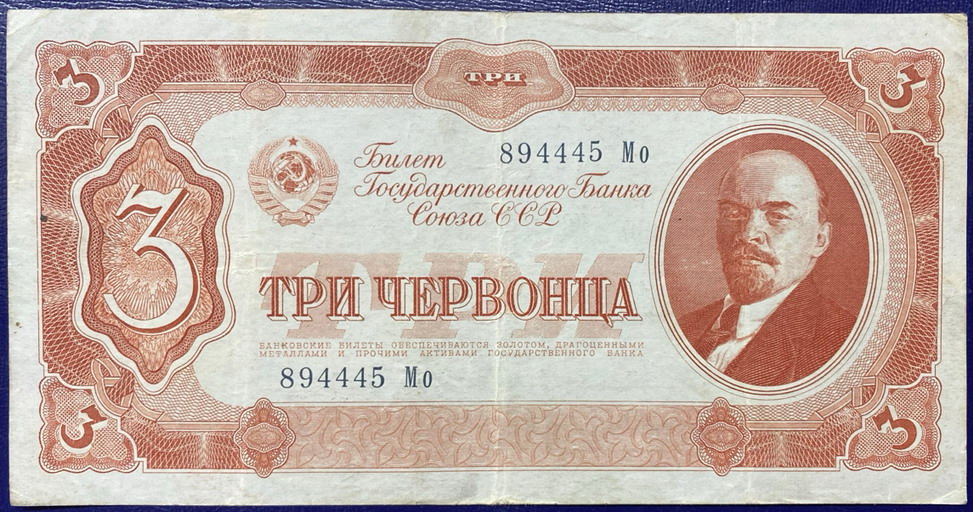 3
ТРИ
3
Билет 894445 Мо
Государственного Банка
Союза ССР
3
ТРИ
ТРИ ЧЕРВОНЦА
БАНКОВСКИЕ БИЛЕТЫ ОБЕСПЕЧИВАЮТСЯ ЗОЛОТОМ, ДРАГОЦЕННЫМИ
МЕТАЛЛАМИ И ПРОЧИМИ АКТИВАМИ ГОСУДАРСТВЕННОГО БАНКА
894445 Мо
3
3